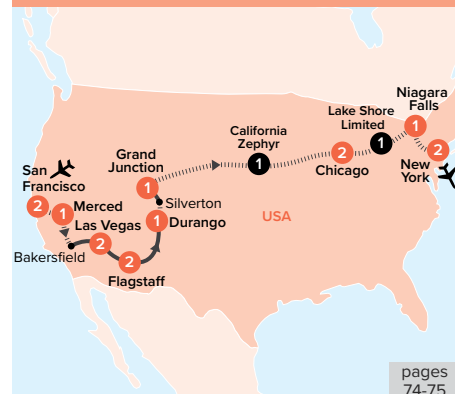 Niagara
Falls
1
Lake Shore
Limited
1
2
New
York
California
Zephyr
1
2
Chicago
Grand
Junction
1
San
Francisco
2
1
Merced
Silverton
Las Vegas
2
1
Durango
USA
Bakersfield
2
Flagstaff
pages
74-75